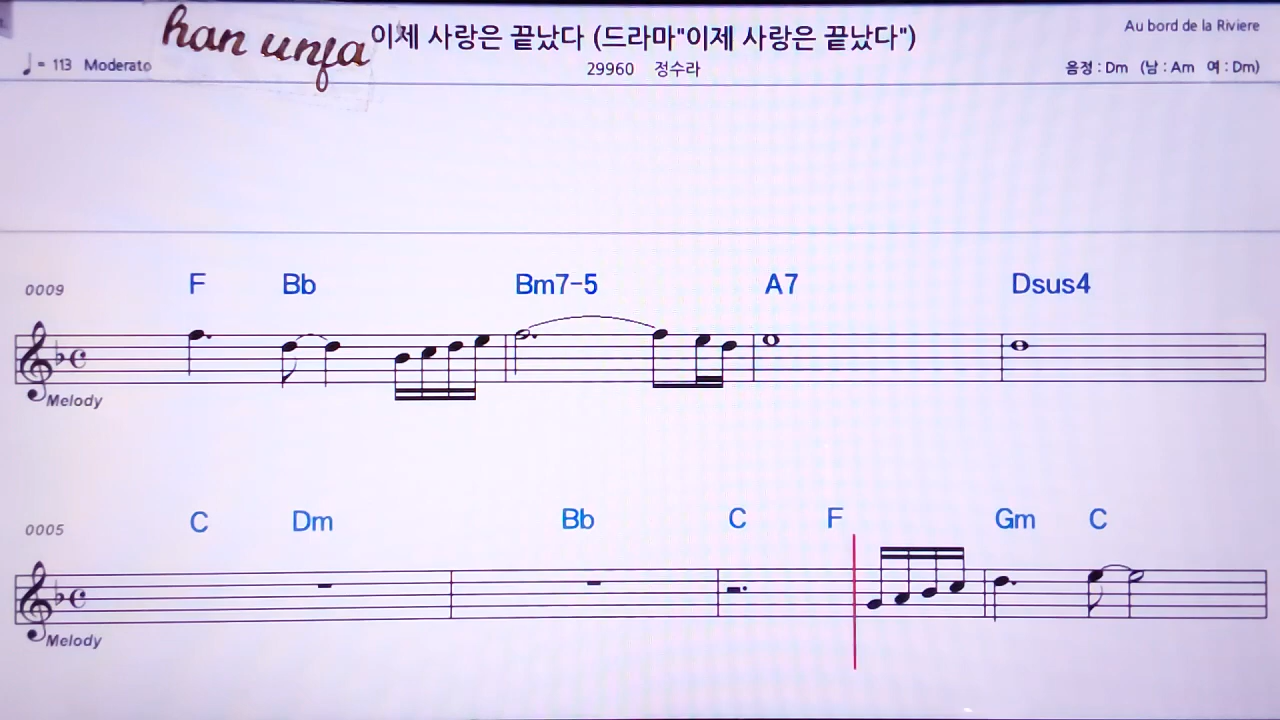 han unfa 이제 사랑은 끝났다 (드라마"이제 사랑은 끝났다")
Au bord de la Riviere
♩ = 113 Moderato
29960 정수라
음정 : Dm (남 : Am 여 : Dm)
0009 F Bb Bm7-5 A7 Dsus4
Melody
0005 C Dm Bb C F Gm C
Melody